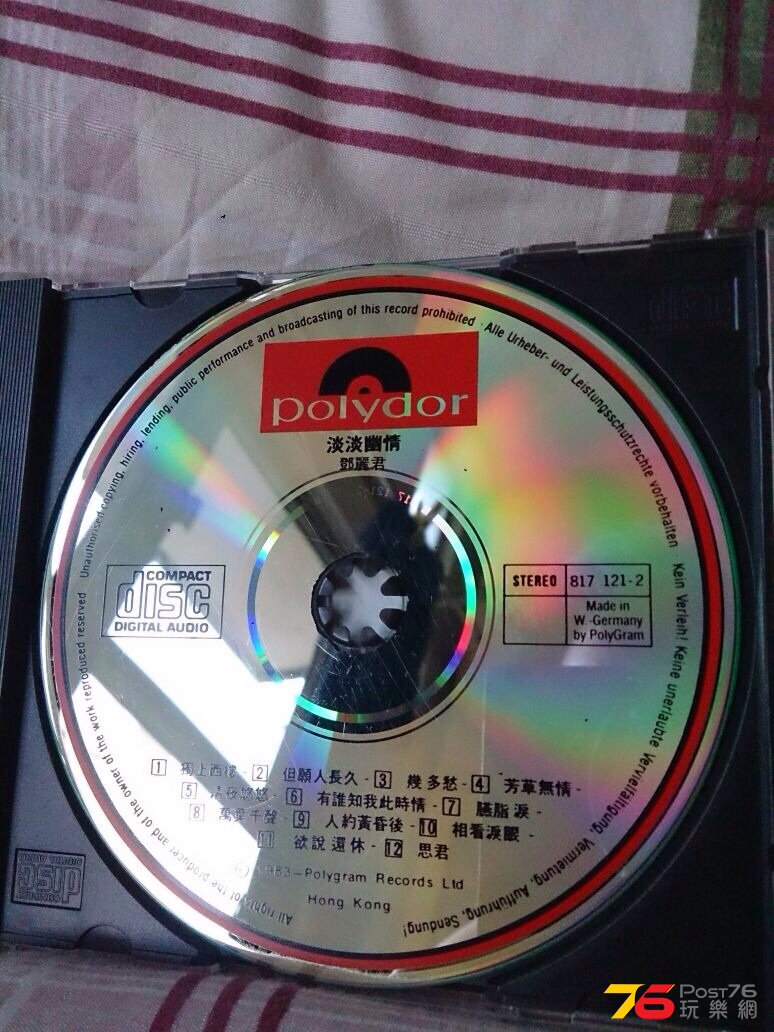 Unauthorised copying, hiring, lending, public performance and broadcasting of this record prohibited · Alle Urheber- und Leistungsschutzrechte vorbehalten · Kein Verleih! Keine unerlaubte Vervielfältigung, Vermietung, Aufführung, Sendung!
polydor
淡淡幽情
鄧麗君
COMPACT
disc
DIGITAL AUDIO
STEREO 817 121-2
Made in
W.-Germany
by PolyGram
1 獨上西樓 - 2 但願人長久 - 3 幾多愁 - 4 芳草無情 -
5 清夜悠悠 - 6 有誰知我此時情 - 7 臙脂淚 -
8 萬葉千聲 - 9 人約黃昏後 - 10 相看淚眼 -
11 欲說還休 - 12 思君
© 1983 - Polygram Records Ltd
Hong Kong
All rights of the producer and of the owner of the work reproduced reserved
COMPACT
disc
DIGITAL AUDIO
76 POST76
玩樂網